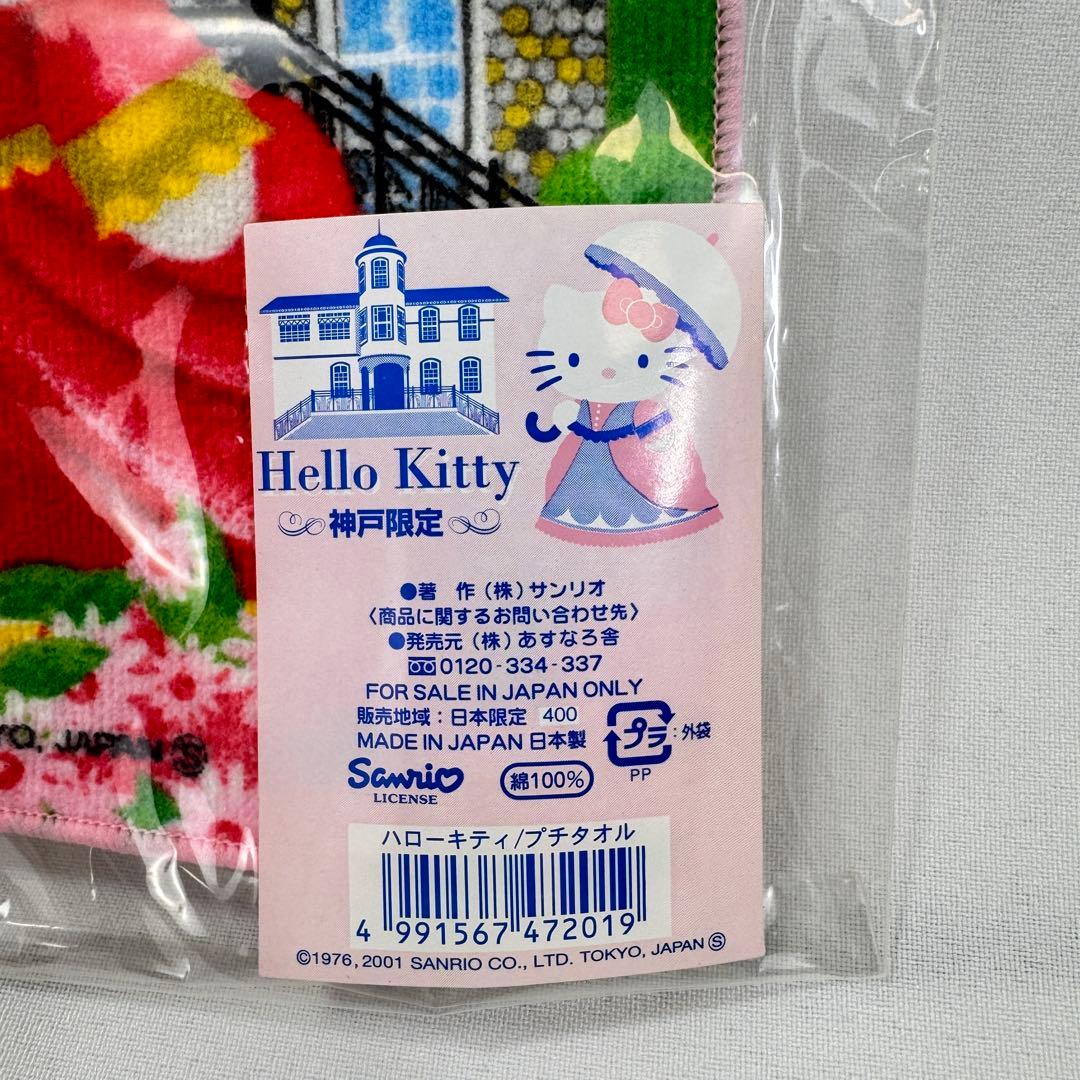 Hello Kitty
神戸限定
●著 作(株)サンリオ
〈商品に関するお問い合わせ先〉
●発売元(株)あすなろ舎
0120-334-337
FOR SALE IN JAPAN ONLY
販売地域:日本限定 400
MADE IN JAPAN 日本製
プラ :外袋
PP
Sanrio
LICENSE
綿100%
ハローキティ/プチタオル
4 991567 472019
©1976, 2001 SANRIO CO., LTD. TOKYO, JAPAN Ⓢ
YO, JAPAN Ⓢ